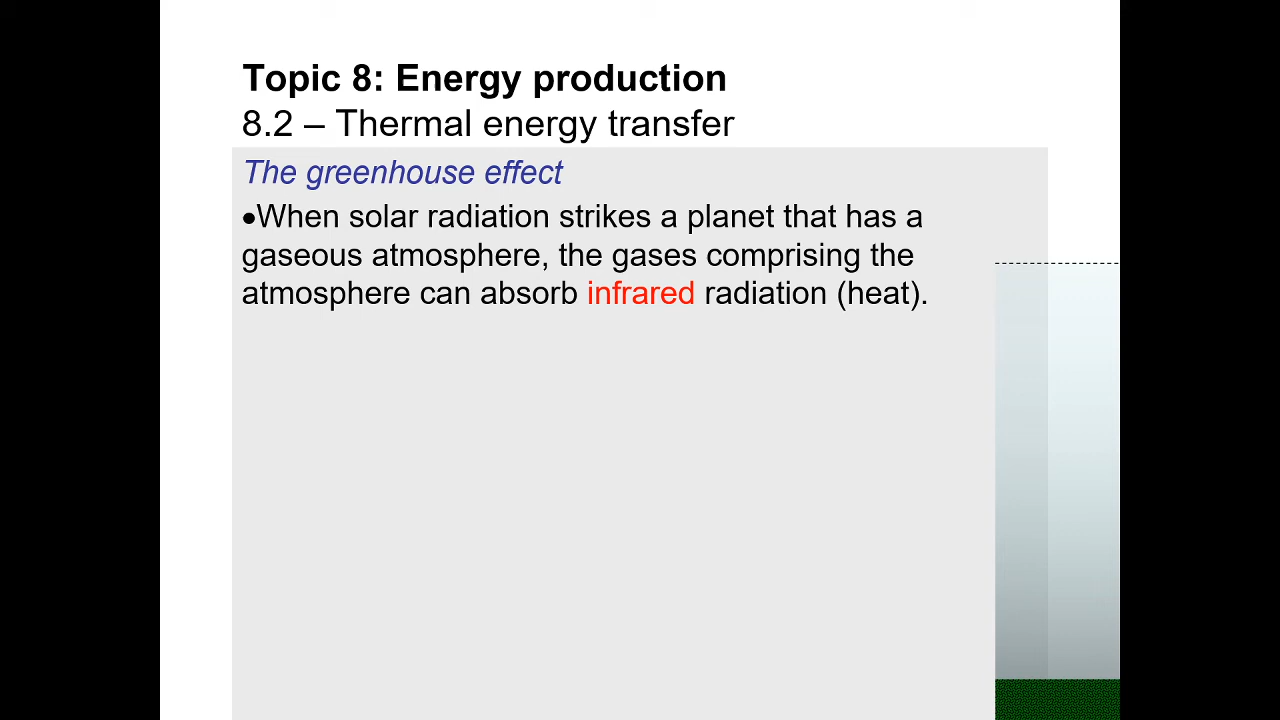 Topic 8: Energy production
8.2 – Thermal energy transfer
The greenhouse effect
•When solar radiation strikes a planet that has a
gaseous atmosphere, the gases comprising the
atmosphere can absorb infrared radiation (heat).